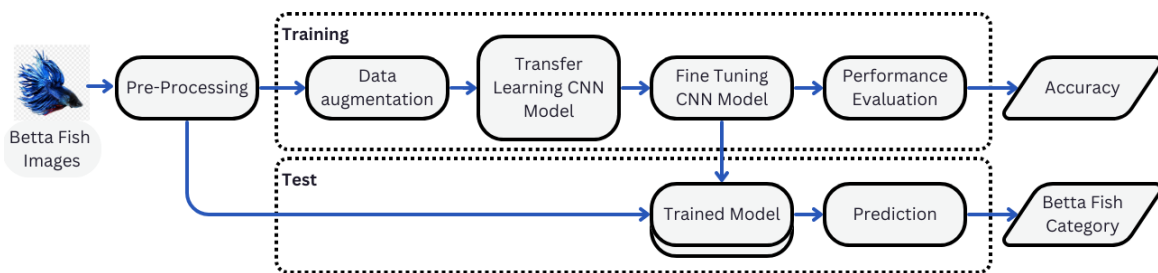 Training
Betta Fish
Images
Pre-Processing
Data
augmentation
Transfer
Learning CNN
Model
Fine Tuning
CNN Model
Performance
Evaluation
Accuracy
Test
Trained Model
Prediction
Betta Fish
Category